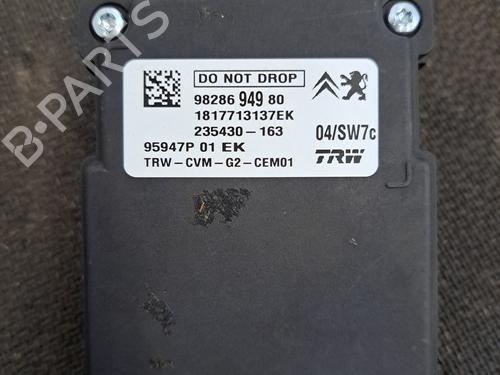 DO NOT DROP
98286 949 80
1817713137EK
235430-163
04/SW7c
95947P 01 EK
TRW
TRW-CVM-G2-CEM01
B-PARTS